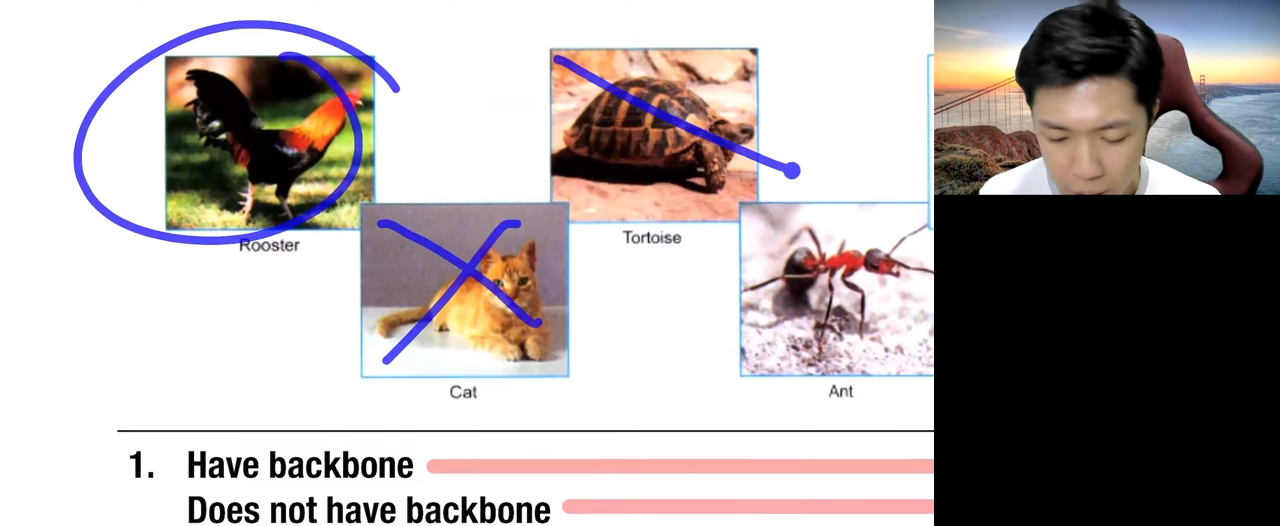 Rooster
Tortoise
Cat
Ant
1. Have backbone
Does not have backbone